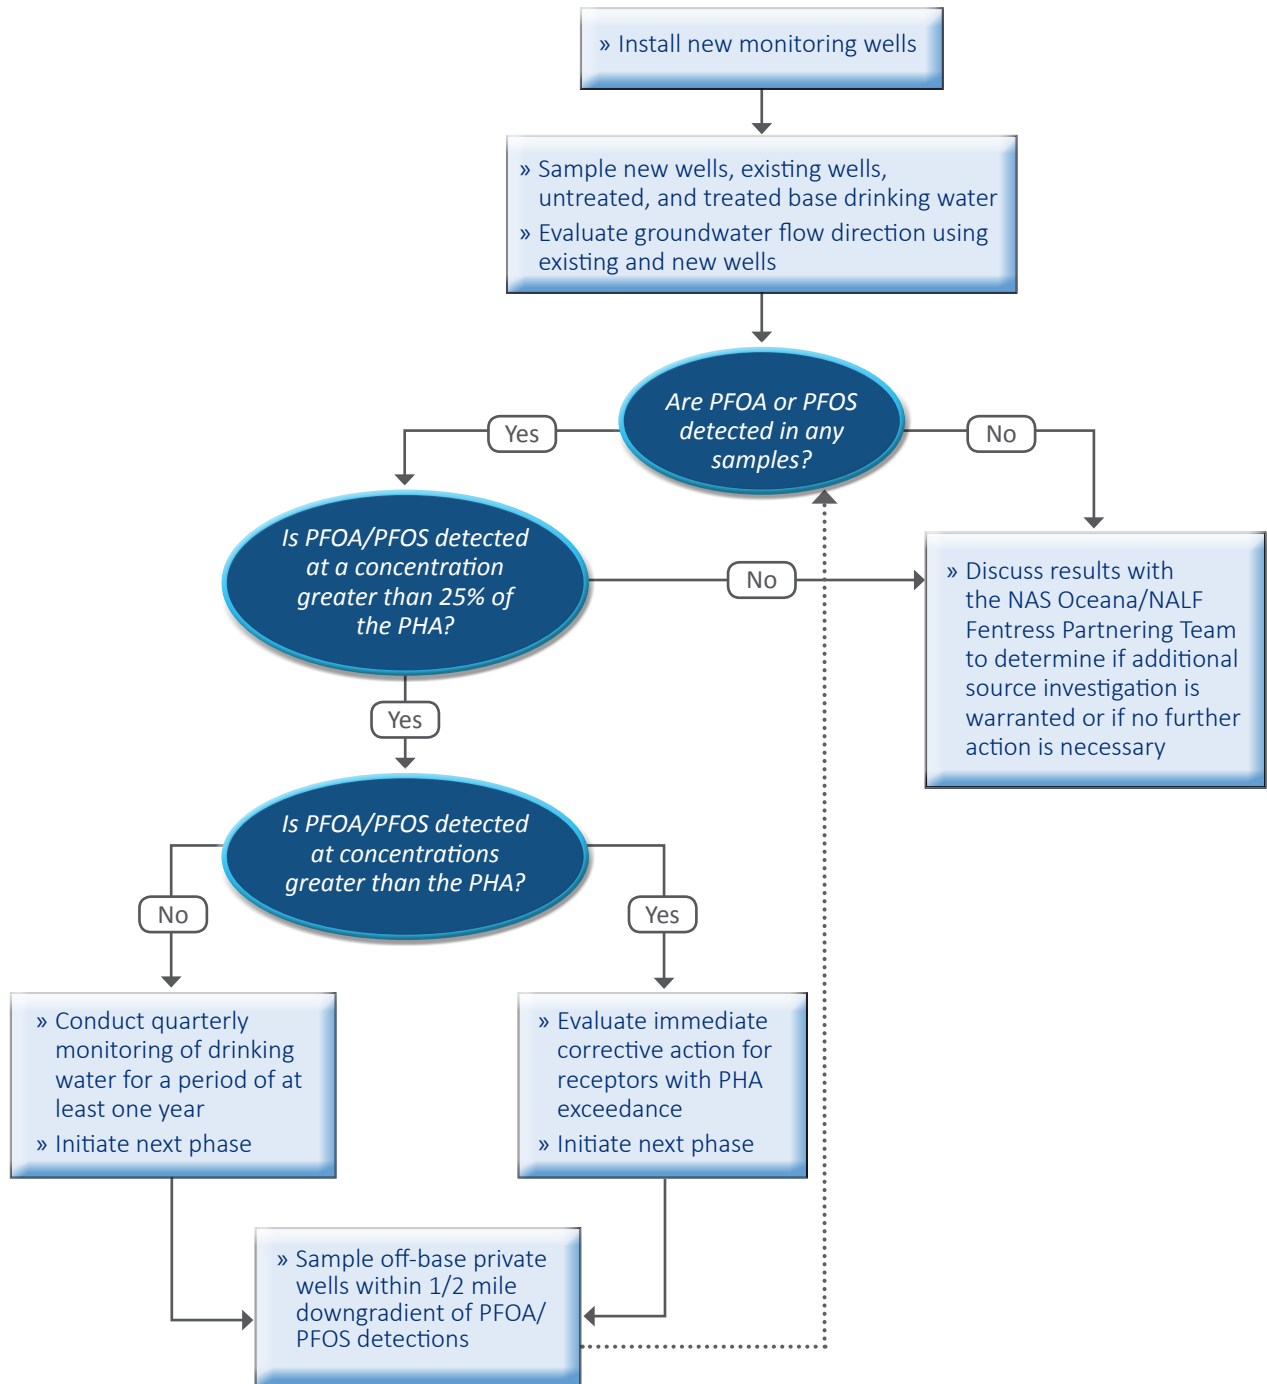 » Install new monitoring wells
» Sample new wells, existing wells,
untreated, and treated base drinking water
» Evaluate groundwater flow direction using
existing and new wells
Are PFOA or PFOS
detected in any
samples?
Yes
No
Is PFOA/PFOS detected
at a concentration
greater than 25% of
the PHA?
No
» Discuss results with
the NAS Oceana/NALF
Fentress Partnering Team
to determine if additional
source investigation is
warranted or if no further
action is necessary
Yes
Is PFOA/PFOS detected
at concentrations
greater than the PHA?
No
Yes
» Conduct quarterly
monitoring of drinking
water for a period of at
least one year
» Initiate next phase
» Evaluate immediate
corrective action for
receptors with PHA
exceedance
» Initiate next phase
» Sample off-base private
wells within 1/2 mile
downgradient of PFOA/
PFOS detections